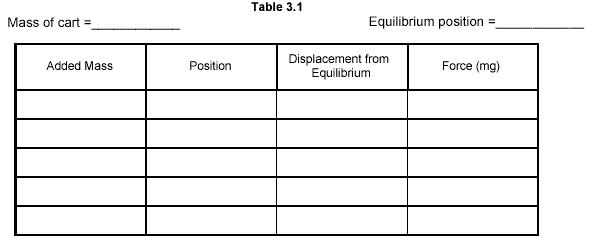 Table 3.1
Mass of cart =____________
Equilibrium position =____________
Added Mass
Position
Displacement from
Equilibrium
Force (mg)